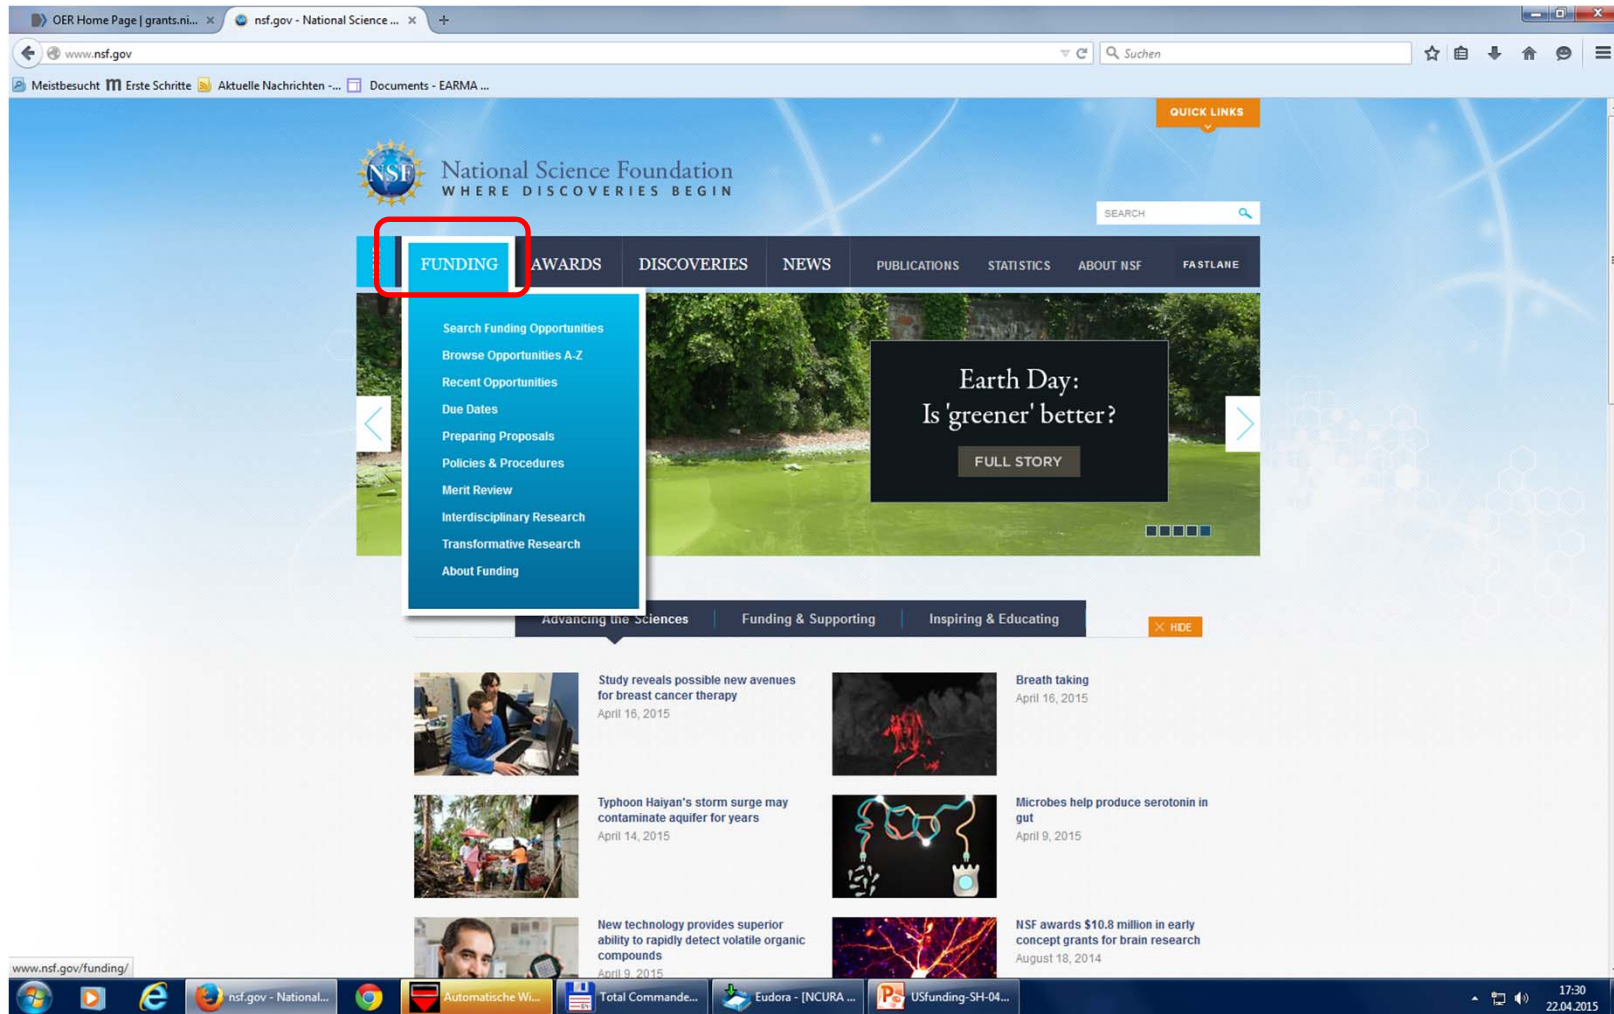 OER Home Page | grants.ni...
nsf.gov - National Science ...
www.nsf.gov
Suchen
Meistbesucht
Erste Schritte
Aktuelle Nachrichten -...
Documents - EARMA ...
QUICK LINKS
NSF
National Science Foundation
WHERE DISCOVERIES BEGIN
SEARCH
FUNDING
AWARDS
DISCOVERIES
NEWS
PUBLICATIONS
STATISTICS
ABOUT NSF
FASTLANE
Search Funding Opportunities
Browse Opportunities A-Z
Recent Opportunities
Due Dates
Preparing Proposals
Policies & Procedures
Merit Review
Interdisciplinary Research
Transformative Research
About Funding
Earth Day:
Is 'greener' better?
FULL STORY
Advancing the Sciences
Funding & Supporting
Inspiring & Educating
HIDE
Study reveals possible new avenues
for breast cancer therapy
April 16, 2015
Breath taking
April 16, 2015
Typhoon Haiyan's storm surge may
contaminate aquifer for years
April 14, 2015
Microbes help produce serotonin in
gut
April 9, 2015
New technology provides superior
ability to rapidly detect volatile organic
compounds
April 9, 2015
NSF awards $10.8 million in early
concept grants for brain research
August 18, 2014
www.nsf.gov/funding/
nsf.gov - National...
Automatische Wi...
Total Commande...
Eudora - [NCURA ...
USfunding-SH-04...
17:30
22.04.2015